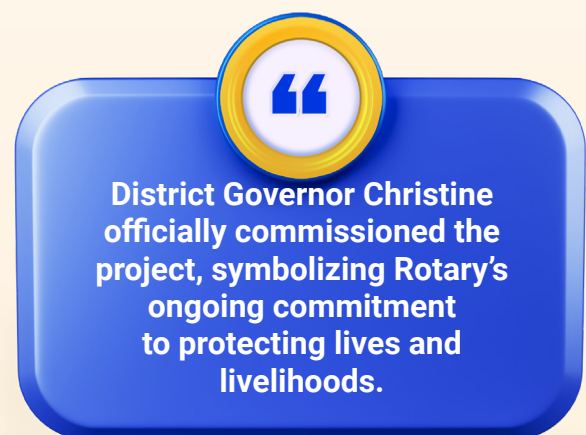 ❝
District Governor Christine
officially commissioned the
project, symbolizing Rotary’s
ongoing commitment
to protecting lives and
livelihoods.